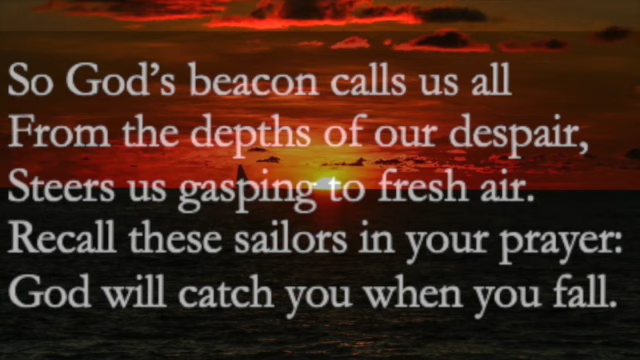 So God’s beacon calls us all
From the depths of our despair,
Steers us gasping to fresh air.
Recall these sailors in your prayer:
God will catch you when you fall.